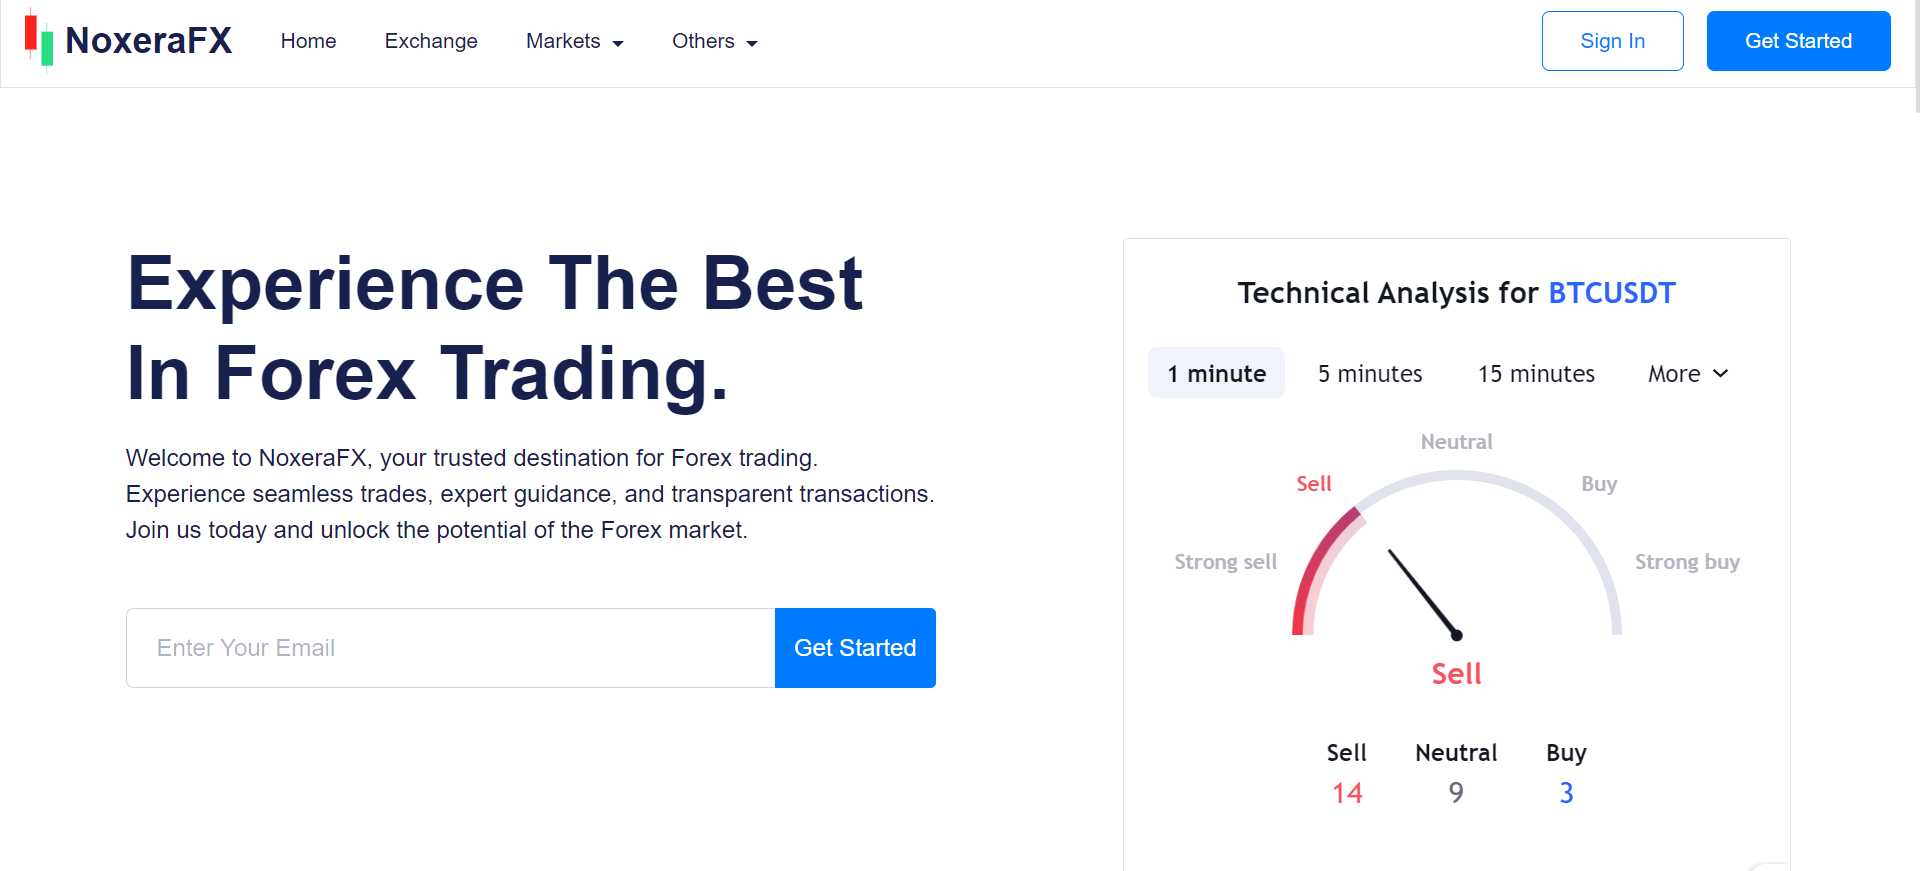 NoxeraFX
Home
Exchange
Markets
Others
Sign In
Get Started
Experience The Best
In Forex Trading.
Welcome to NoxeraFX, your trusted destination for Forex trading.
Experience seamless trades, expert guidance, and transparent transactions.
Join us today and unlock the potential of the Forex market.
Enter Your Email
Get Started
Technical Analysis for BTCUSDT
1 minute
5 minutes
15 minutes
More
Neutral
Sell
Buy
Strong sell
Strong buy
Sell
Sell
Neutral
Buy
14
9
3